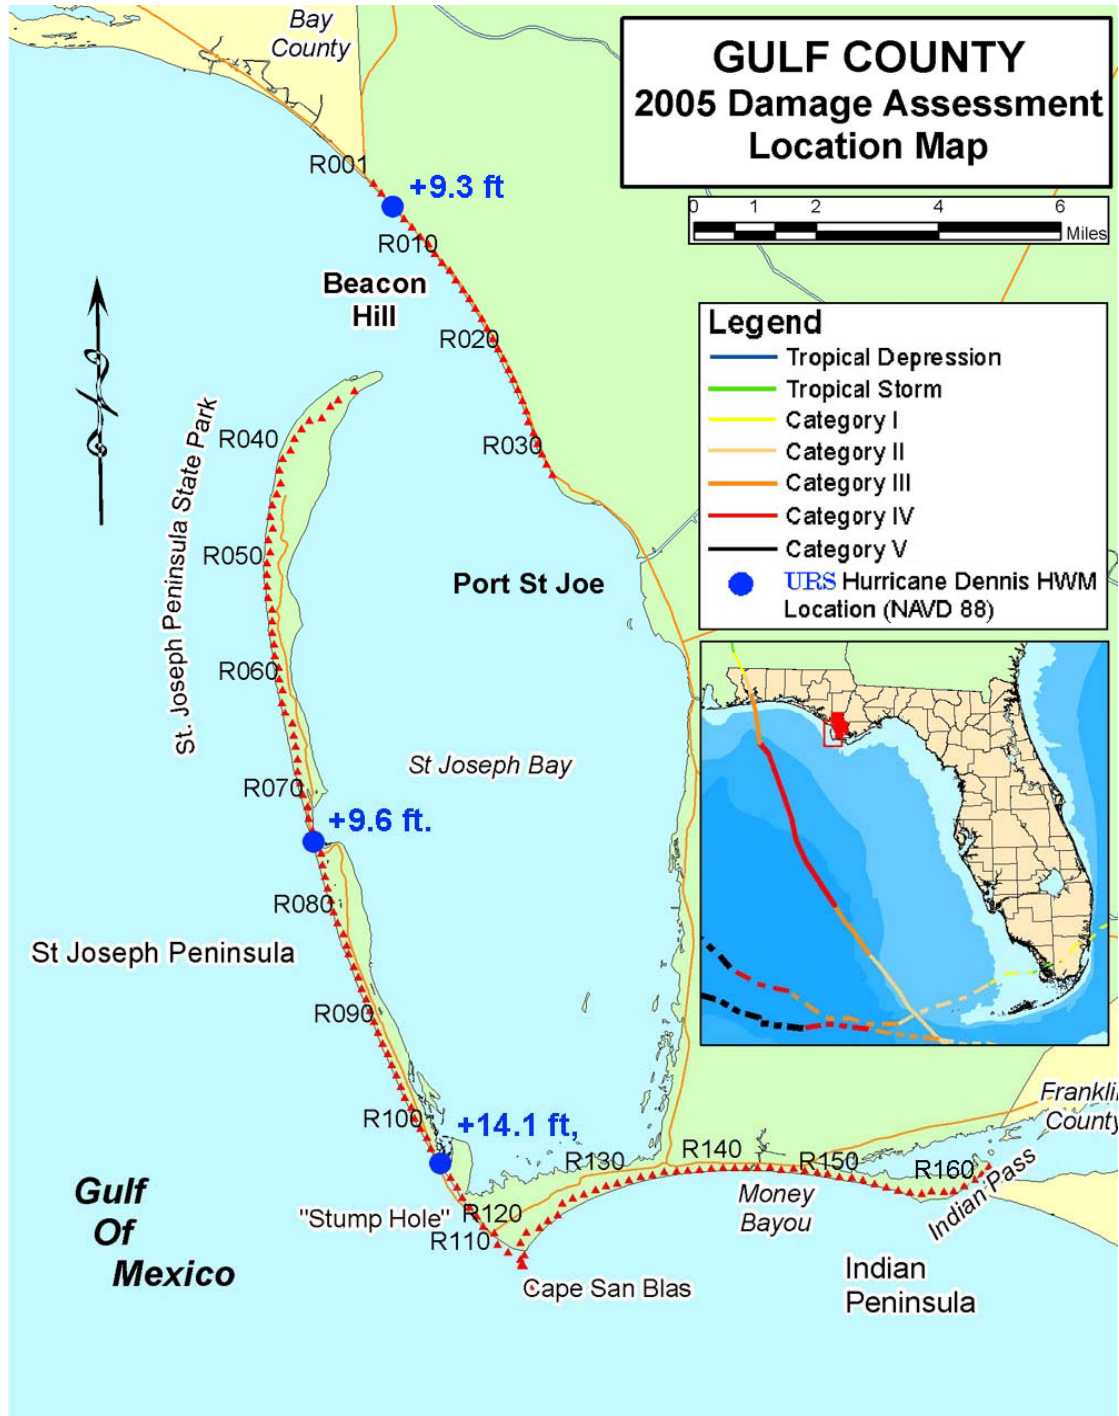 Bay
County
GULF COUNTY
2005 Damage Assessment
Location Map
R001
+9.3 ft
0 1 2 4 6
Miles
R010
Beacon
Hill
Legend
R020
Tropical Depression
Tropical Storm
Category I
Category II
Category III
Category IV
Category V
URS Hurricane Dennis HWM
Location (NAVD 88)
St. Joseph Peninsula State Park
R040
R030
R050
Port St Joe
R060
St Joseph Bay
R070
+9.6 ft.
R080
St Joseph Peninsula
R090
R100
+14.1 ft,
Franklin
County
R130
R140
R150
R160
Indian Pass
Money
Bayou
Gulf
Of
Mexico
"Stump Hole"
R120
R110
Cape San Blas
Indian
Peninsula